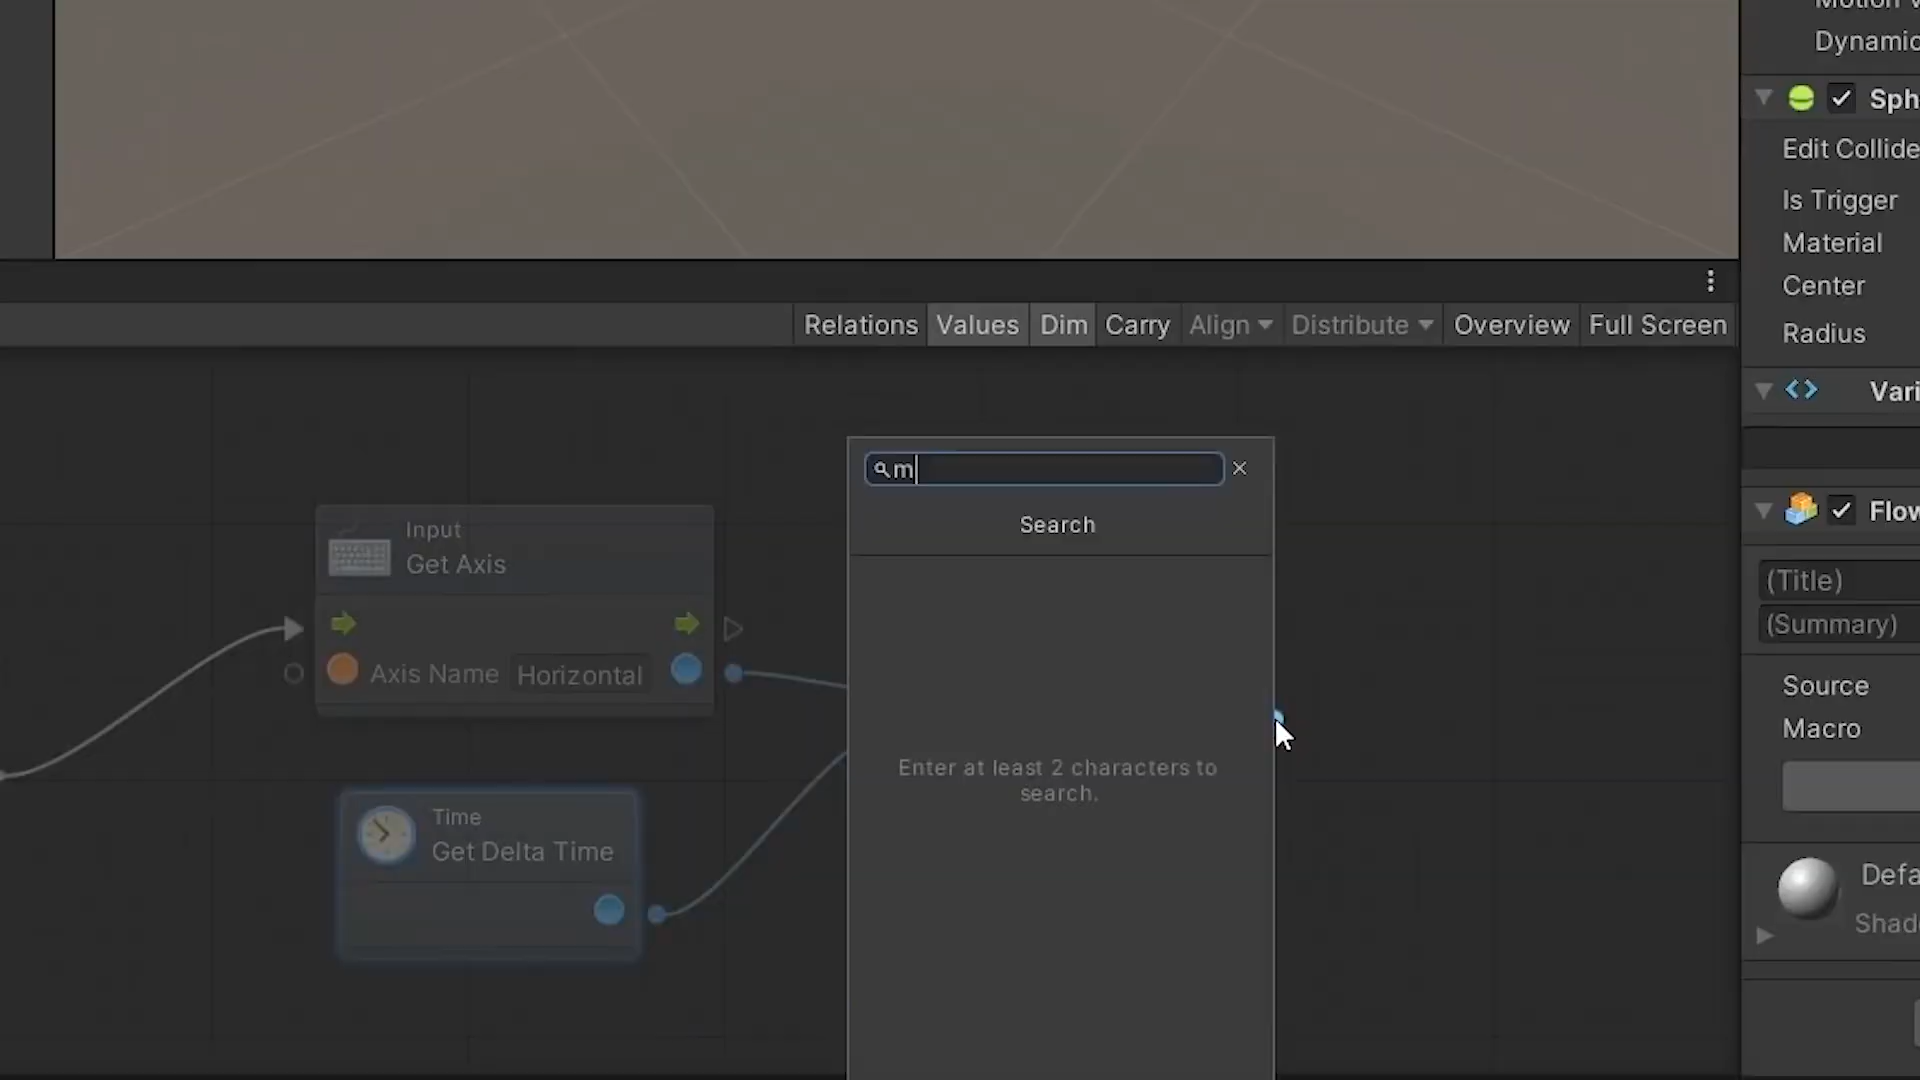 Dynamic
Sph
Edit Collide
Is Trigger
Material
Center
Radius
Relations Values Dim Carry Align Distribute Overview Full Screen
Vari
m
Search
Enter at least 2 characters to
search.
Input
Get Axis
Axis Name Horizontal
Time
Get Delta Time
Flow
(Title)
(Summary)
Source
Macro
Defa
Shad